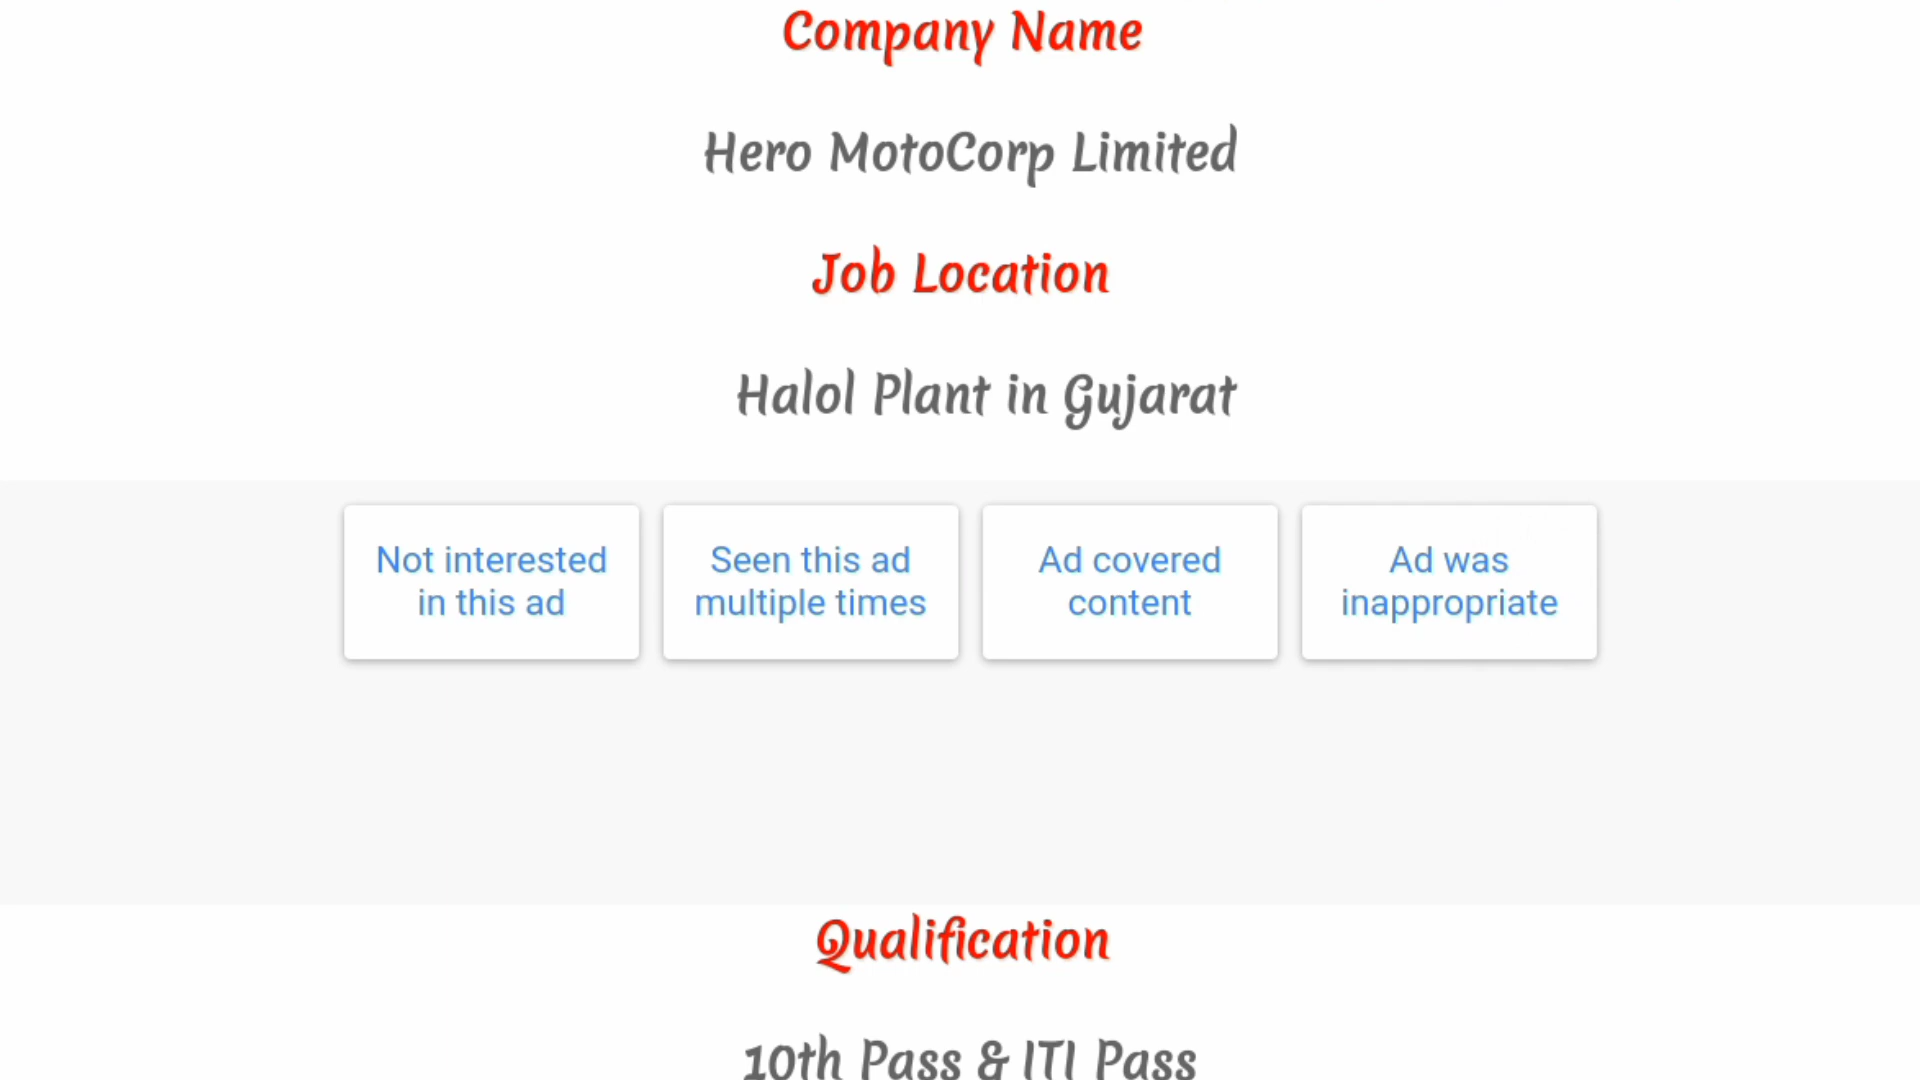 Company Name
Hero MotoCorp Limited
Job Location
Halol Plant in Gujarat
Not interested
in this ad
Seen this ad
multiple times
Ad covered
content
Ad was
inappropriate
Qualification
10th Pass & ITI Pass